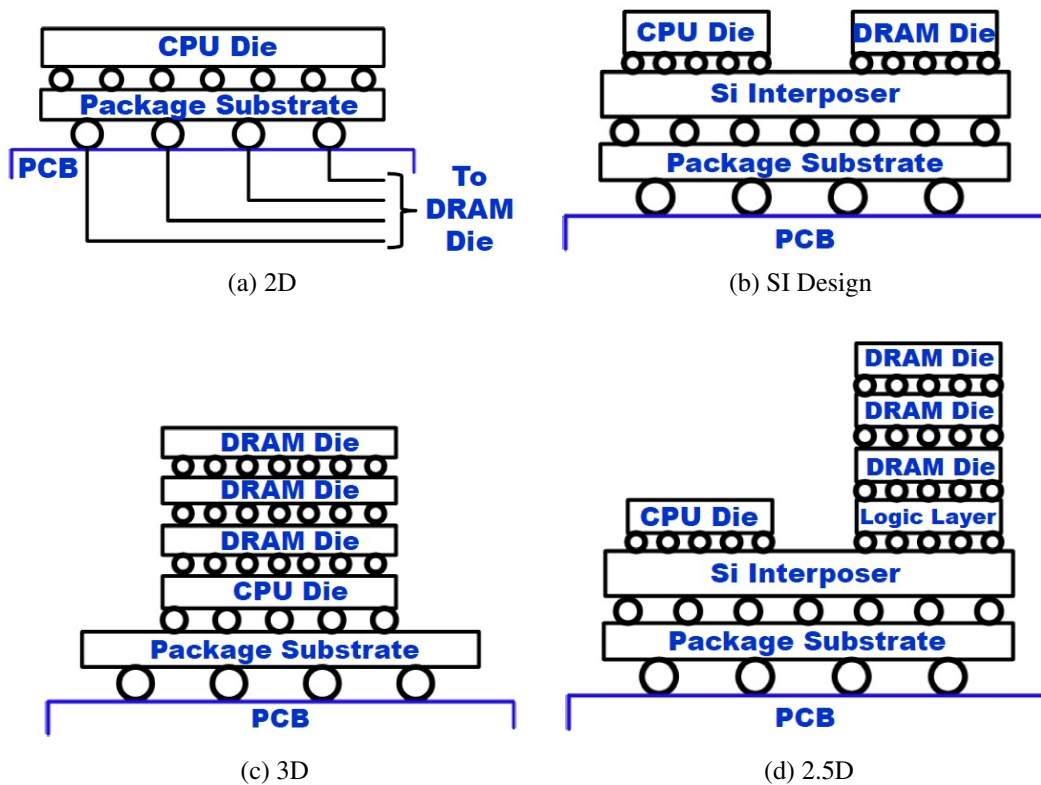 CPU Die
Package Substrate
PCB
To
DRAM
Die
(a) 2D
CPU Die
DRAM Die
Si Interposer
Package Substrate
PCB
(b) SI Design
DRAM Die
DRAM Die
DRAM Die
CPU Die
Package Substrate
PCB
(c) 3D
DRAM Die
DRAM Die
DRAM Die
Logic Layer
CPU Die
Si Interposer
Package Substrate
PCB
(d) 2.5D